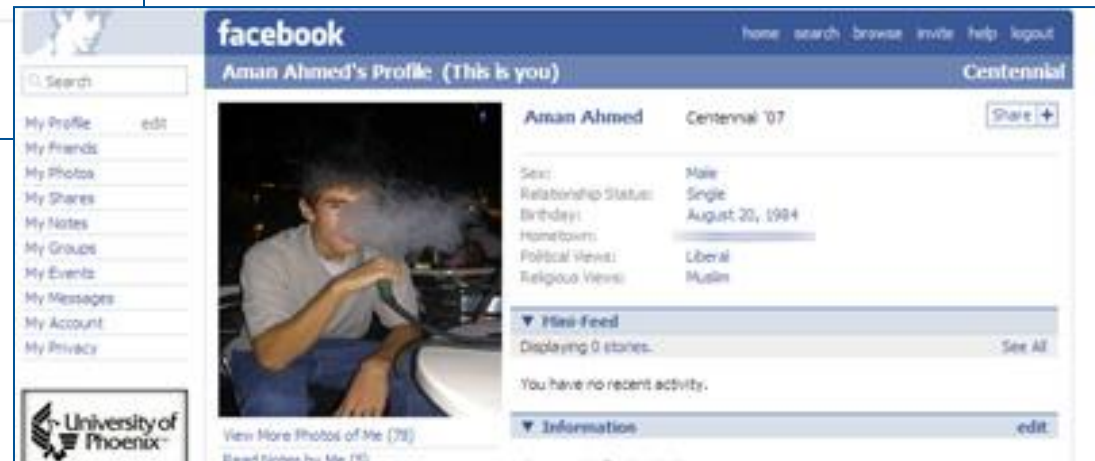 facebook
home search browse invite help logout
Aman Ahmed's Profile (This is you)
Centennial
Search
My Profile edit
My Friends
My Photos
My Shares
My Notes
My Groups
My Events
My Messages
My Account
My Privacy
University of
Phoenix
View More Photos of Me (78)
Read Notes by Me
Aman Ahmed Centennial '07
Share +
Sex: Male
Relationship Status: Single
Birthday: August 20, 1984
Hometown:
Political Views: Liberal
Religious Views: Muslim
▼ Mini-Feed
Displaying 0 stories. See All
You have no recent activity.
▼ Information edit